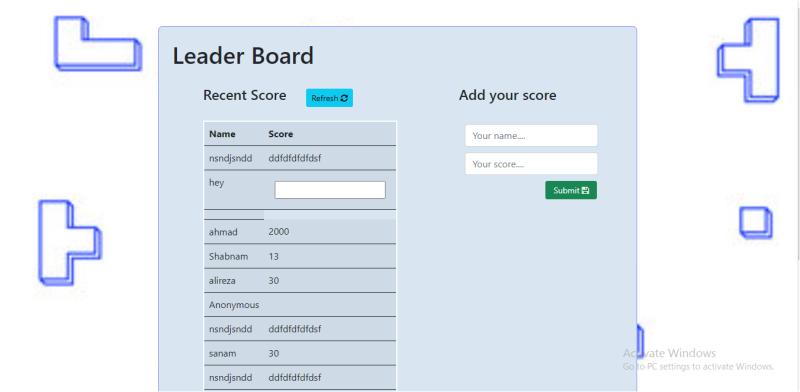 Leader Board
Recent Score
Refresh
Add your score
Name Score
nsndjsndd ddfdfdfdfdsf
hey
ahmad 2000
Shabnam 13
alireza 30
Anonymous
nsndjsndd ddfdfdfdfdsf
sanam 30
nsndjsndd ddfdfdfdfdsf
Your name....
Your score....
Submit
Activate Windows
Go to PC settings to activate Windows.